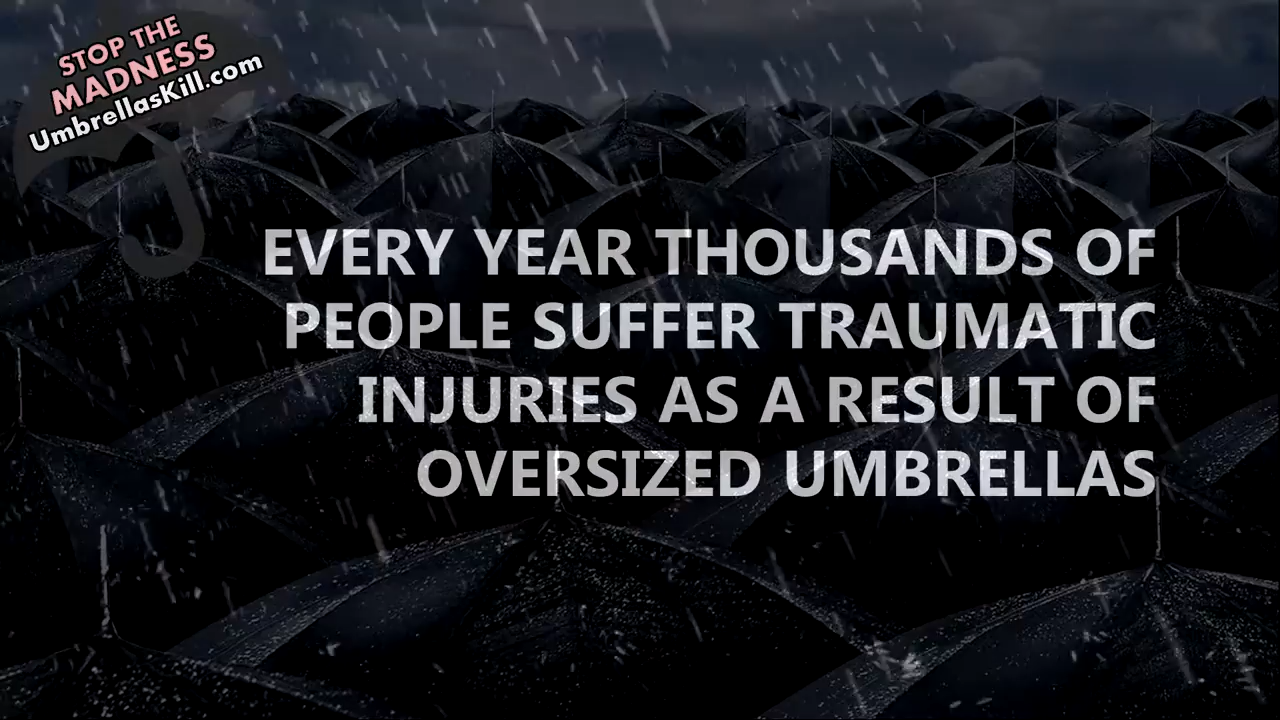 STOP THE
MADNESS
UmbrellasKill.com
EVERY YEAR THOUSANDS OF
PEOPLE SUFFER TRAUMATIC
INJURIES AS A RESULT OF
OVERSIZED UMBRELLAS